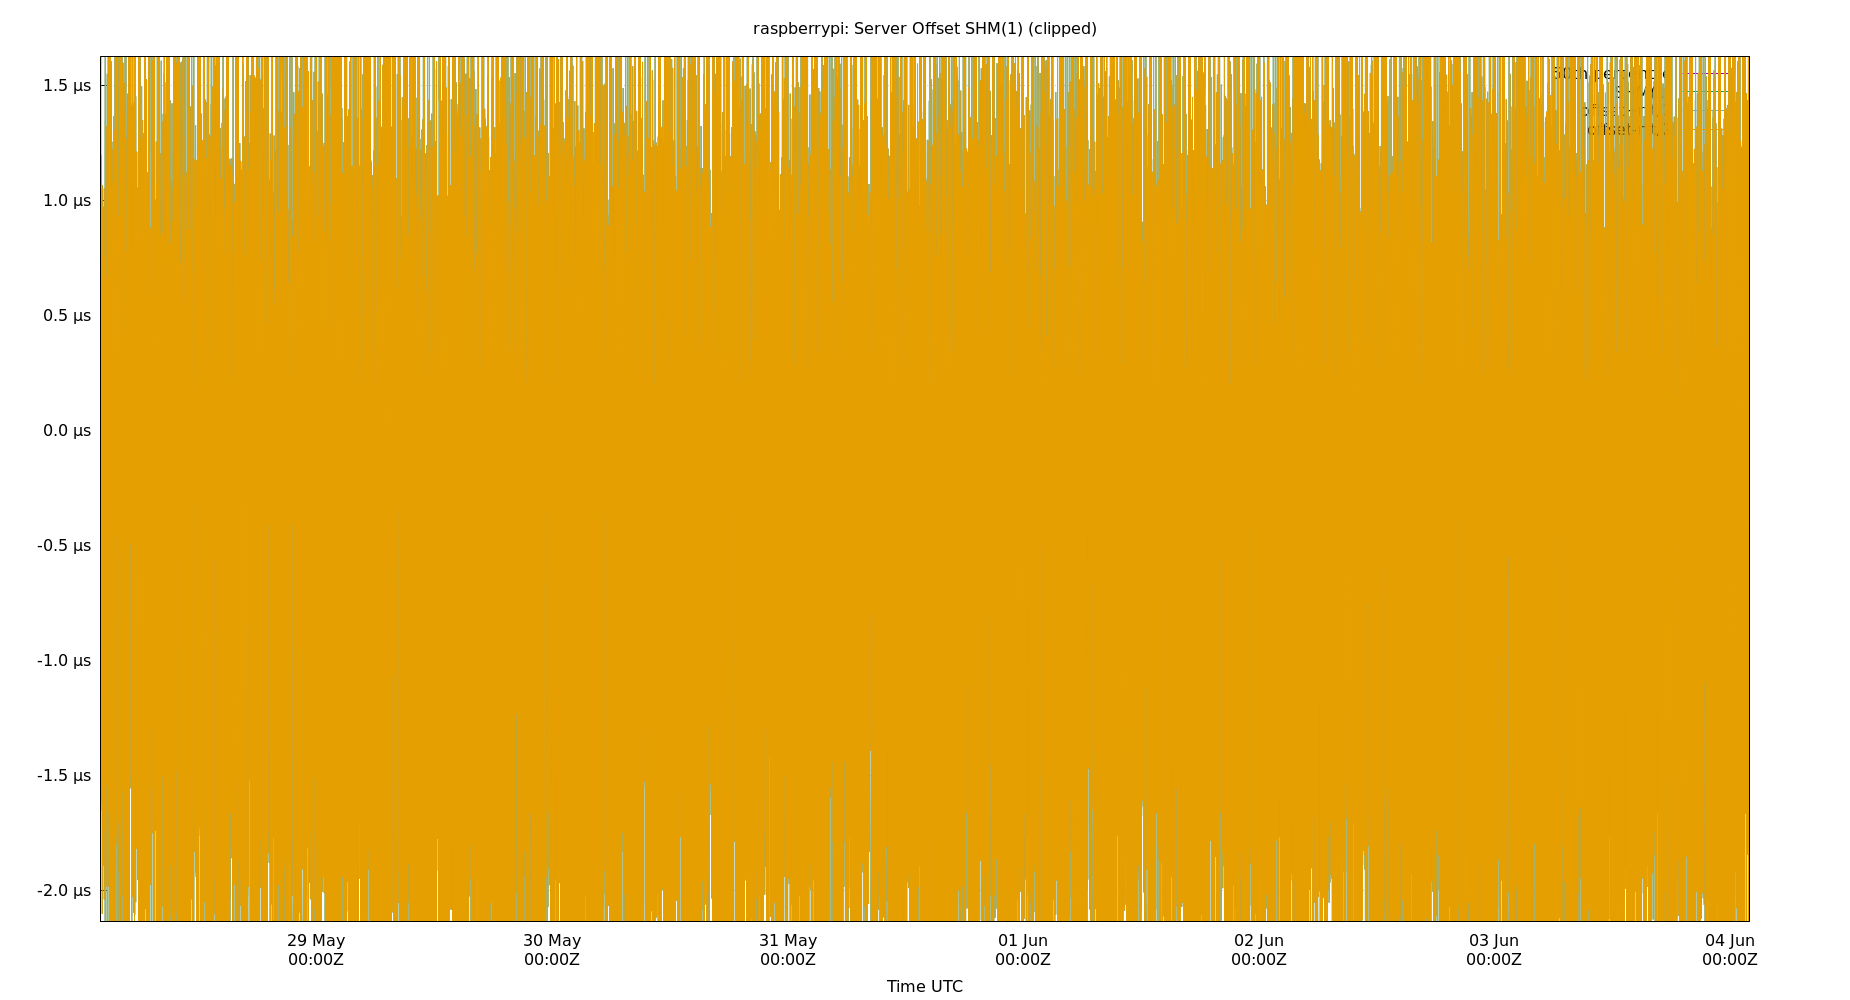 raspberrypi: Server Offset SHM(1) (clipped)
1.5 µs
1.0 µs
0.5 µs
0.0 µs
-0.5 µs
-1.0 µs
-1.5 µs
-2.0 µs
29 May
00:00Z
30 May
00:00Z
31 May
00:00Z
01 Jun
00:00Z
02 Jun
00:00Z
03 Jun
00:00Z
04 Jun
00:00Z
Time UTC